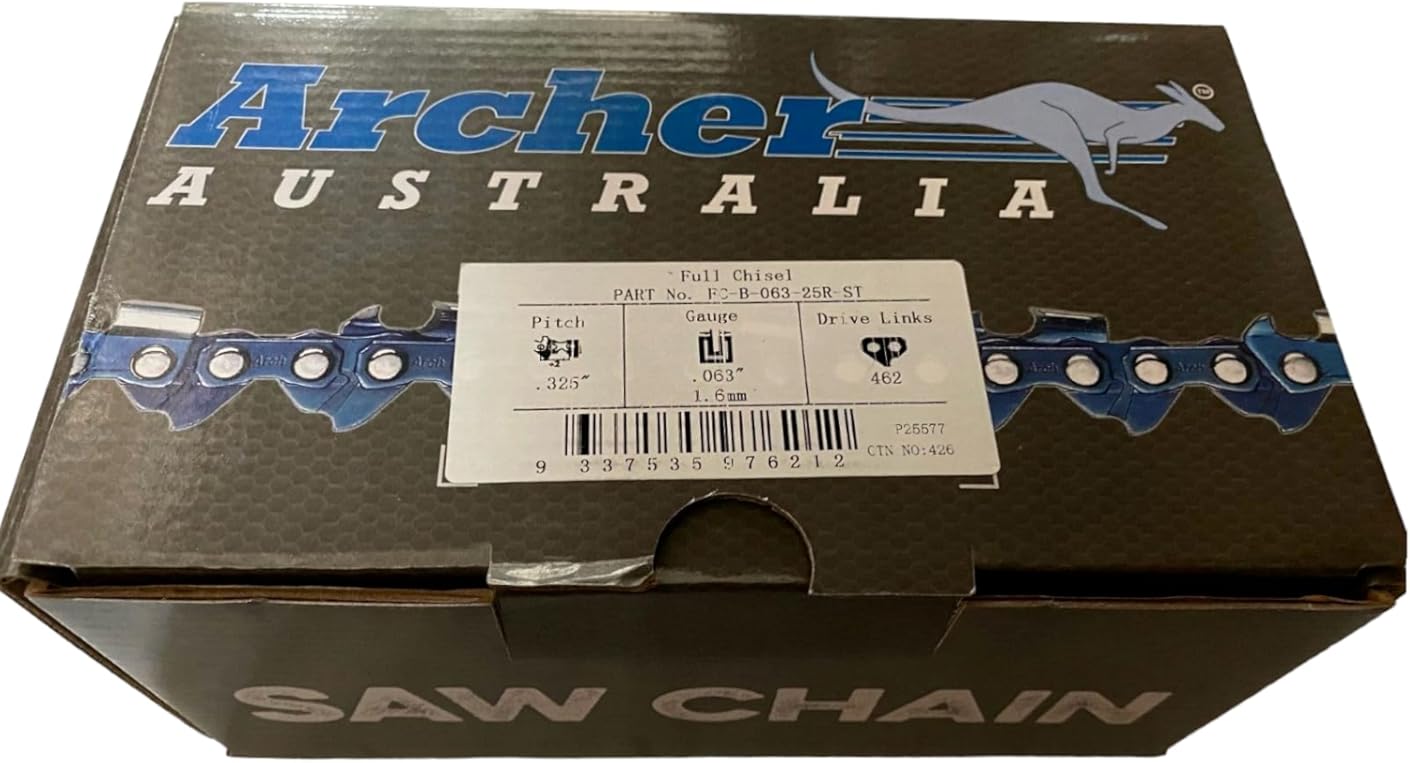 Archer
TM
AUSTRALIA
Full Chisel
PART No. FC-B-063-25R-ST
Pitch
Gauge
Drive Links
.325″
.063″
462
1.6mm
P25577
CTN NO:426
9 337535 976212
SAW CHAIN